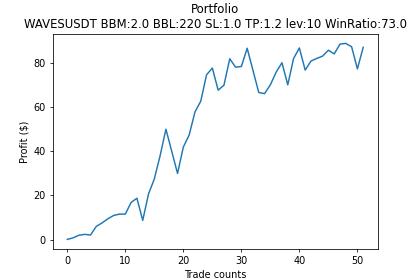 Portfolio
WAVESUSDT BBM:2.0 BBL:220 SL:1.0 TP:1.2 lev:10 WinRatio:73.0
Profit ($)
80
60
40
20
0
0 10 20 30 40 50
Trade counts